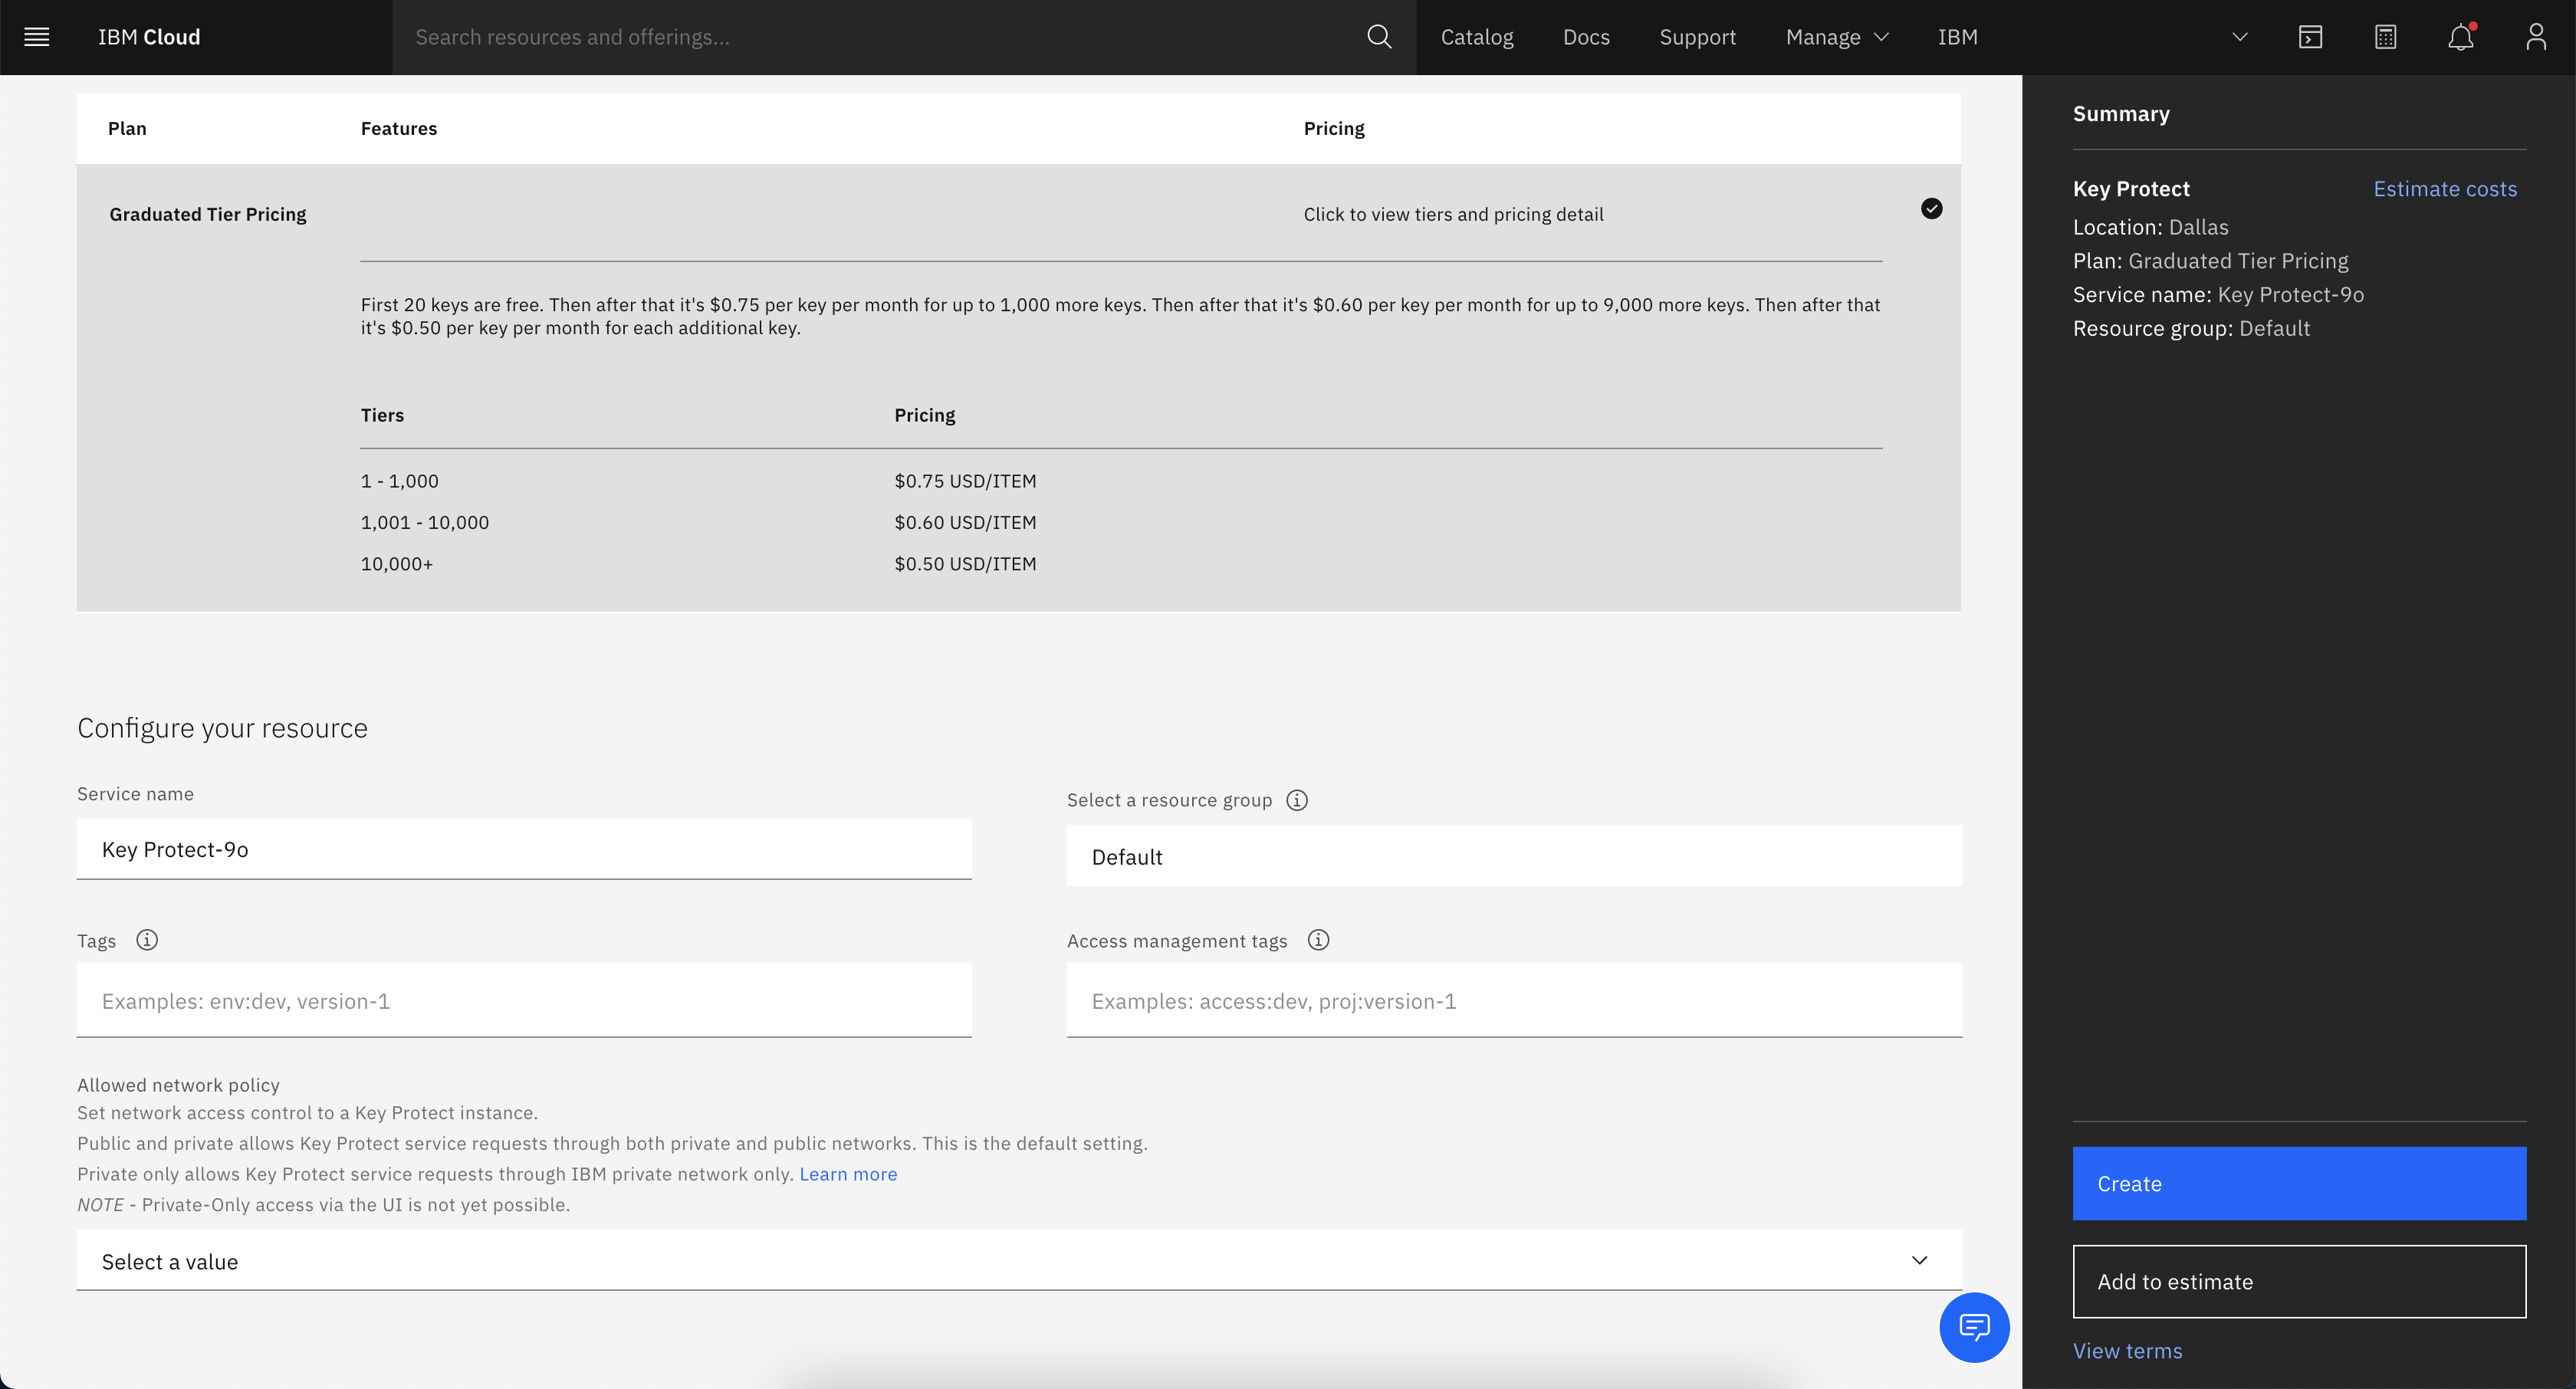 IBM Cloud
Search resources and offerings...
Catalog
Docs
Support
Manage
IBM
Plan
Features
Pricing
Graduated Tier Pricing
Click to view tiers and pricing detail
First 20 keys are free. Then after that it's $0.75 per key per month for up to 1,000 more keys. Then after that it's $0.60 per key per month for up to 9,000 more keys. Then after that
it's $0.50 per key per month for each additional key.
Tiers
Pricing
1 - 1,000
$0.75 USD/ITEM
1,001 - 10,000
$0.60 USD/ITEM
10,000+
$0.50 USD/ITEM
Configure your resource
Service name
Key Protect-9o
Select a resource group
Default
Tags
Examples: env:dev, version-1
Access management tags
Examples: access:dev, proj:version-1
Allowed network policy
Set network access control to a Key Protect instance.
Public and private allows Key Protect service requests through both private and public networks. This is the default setting.
Private only allows Key Protect service requests through IBM private network only. Learn more
NOTE - Private-Only access via the UI is not yet possible.
Select a value
Summary
Key Protect
Estimate costs
Location: Dallas
Plan: Graduated Tier Pricing
Service name: Key Protect-9o
Resource group: Default
Create
Add to estimate
View terms